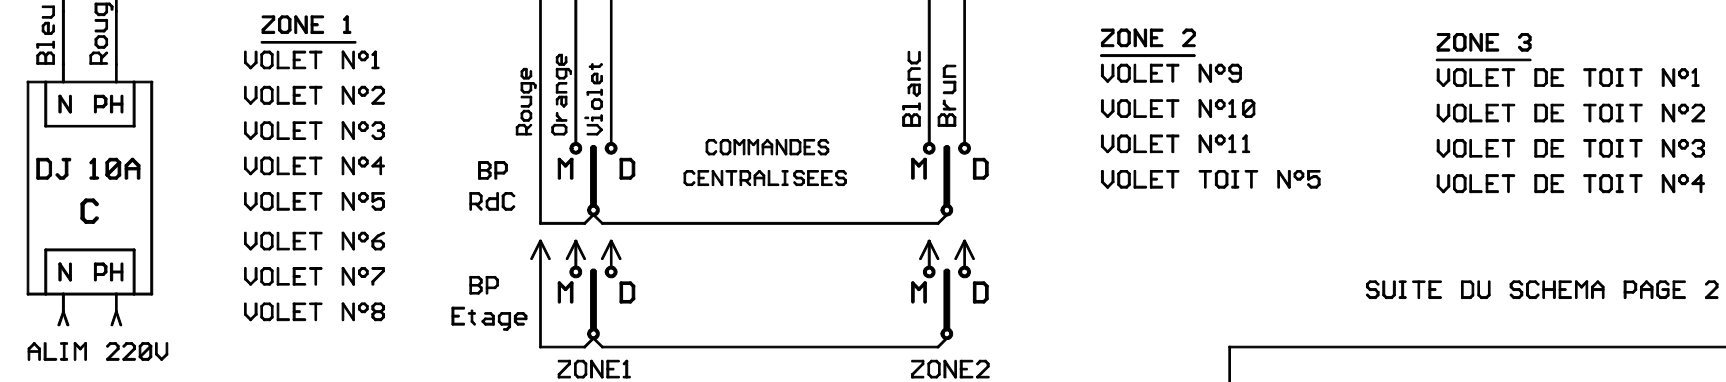 Bleu
Roug
N PH
DJ 10A
C
N PH
ALIM 220V
ZONE 1
VOLET N°1
VOLET N°2
VOLET N°3
VOLET N°4
VOLET N°5
VOLET N°6
VOLET N°7
VOLET N°8
Rouge
Orange
Violet
BP
RdC
M D
COMMANDES
CENTRALISEES
Blanc
Brun
M D
BP
Etage
M D
M D
ZONE1
ZONE2
ZONE 2
VOLET N°9
VOLET N°10
VOLET N°11
VOLET TOIT N°5
ZONE 3
VOLET DE TOIT N°1
VOLET DE TOIT N°2
VOLET DE TOIT N°3
VOLET DE TOIT N°4
SUITE DU SCHEMA PAGE 2